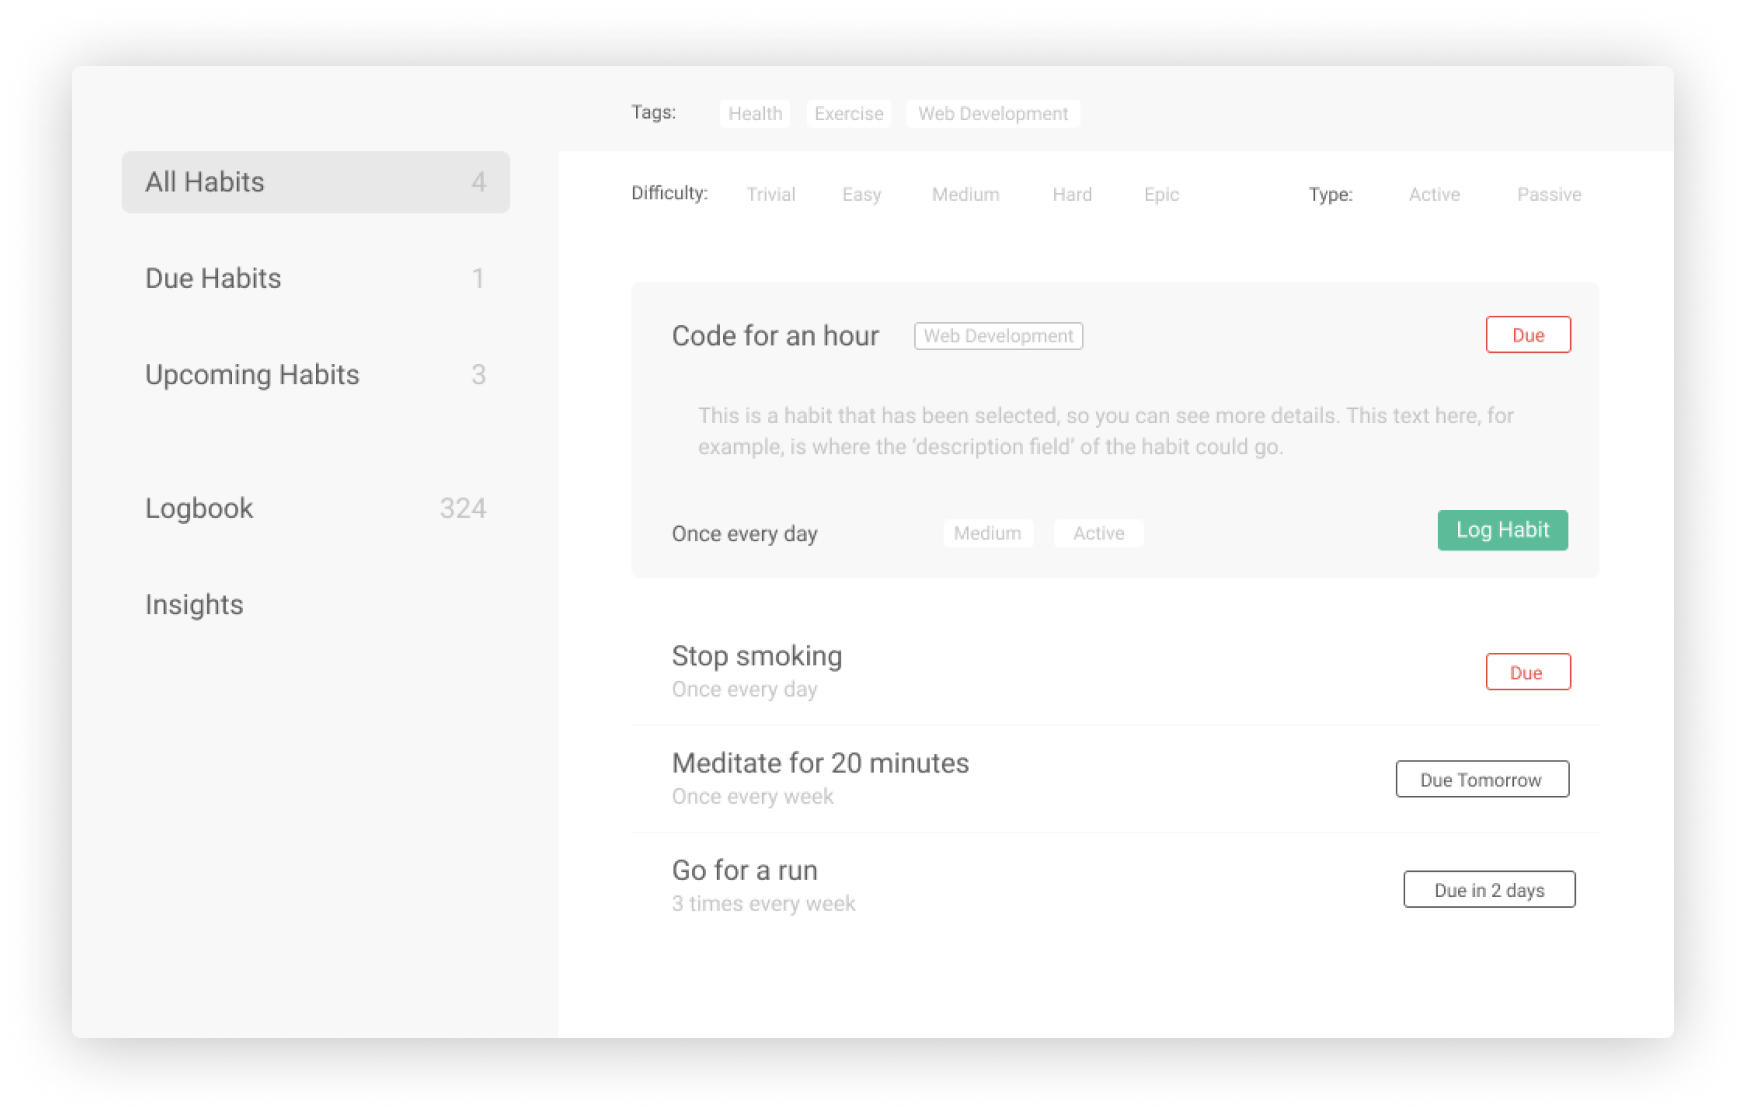 Tags: Health Exercise Web Development
All Habits 4
Due Habits 1
Upcoming Habits 3
Logbook 324
Insights
Difficulty: Trivial Easy Medium Hard Epic Type: Active Passive
Code for an hour Web Development Due
This is a habit that has been selected, so you can see more details. This text here, for
example, is where the ‘description field’ of the habit could go.
Once every day Medium Active Log Habit
Stop smoking
Once every day
Due
Meditate for 20 minutes
Once every week
Due Tomorrow
Go for a run
3 times every week
Due in 2 days